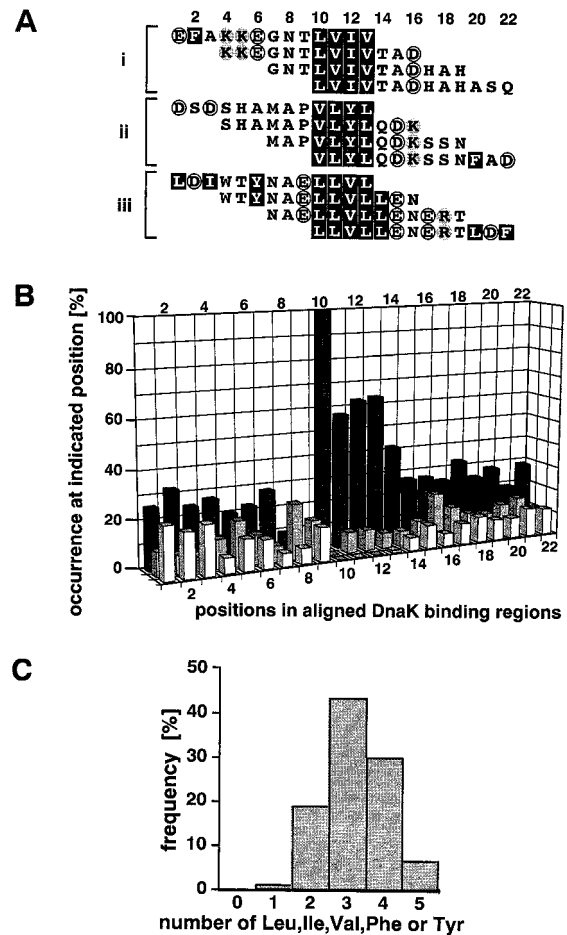 A
2 4 6 8 10 12 14 16 18 20 22
i
EFAKKEGNTLVIV
KKEGNTLVIVTAD
GNTLVIVTADHAH
LVIVTADHAHASQ
ii
DSDSHAMAPVLYL
SHAMAPVLYLQDK
MAPVLYLQDKSSN
VLYLQDKSSNFAD
iii
LDIWTYNAELLVL
WTYNAELLVLLEN
NAELLVLLENERT
LLVLLENERTLDF
B
occurrence at indicated position [%]
2 4 6 8 10 12 14 16 18 20 22
100
80
60
40
20
0
2 4 6 8 10 12 14 16 18 20 22
positions in aligned DnaK binding regions
C
frequency [%]
50
40
30
20
10
0
0 1 2 3 4 5
number of Leu,Ile,Val,Phe or Tyr